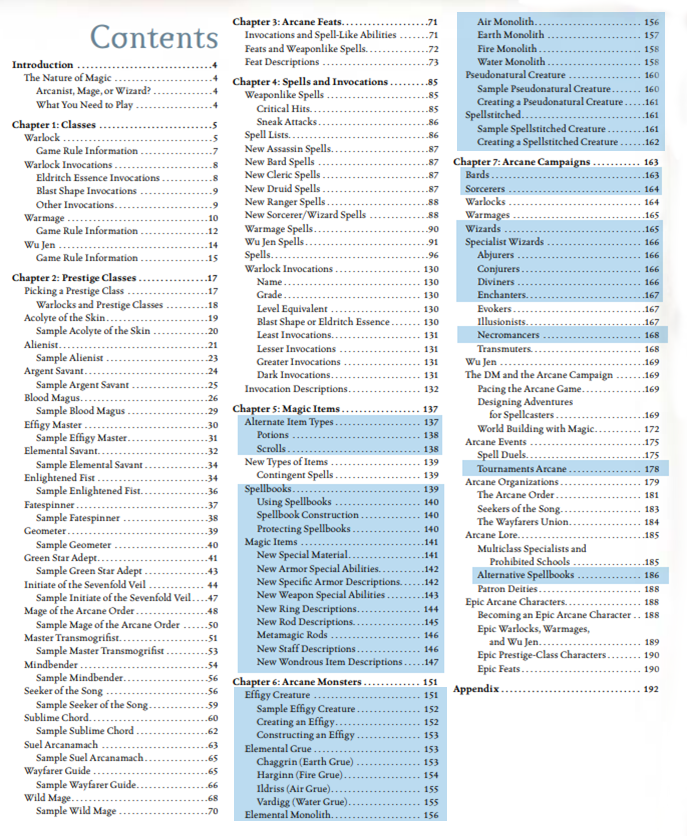 Contents
Introduction ................................................4
The Nature of Magic ...............................4
Arcanist, Mage, or Wizard? ..................4
What You Need to Play .......................4
Chapter 1: Classes .....................................5
Warlock ..................................................5
Game Rule Information .....................7
Warlock Invocations ..............................8
Eldritch Essence Invocations ..............8
Blast Shape Invocations .....................9
Other Invocations..............................9
Warmage ..............................................10
Game Rule Information ...................12
Wu Jen .................................................14
Game Rule Information ...................15
Chapter 2: Prestige Classes .....................17
Picking a Prestige Class .......................17
Warlocks and Prestige Classes ..........18
Acolyte of the Skin..............................19
Sample Acolyte of the Skin ..............20
Alienist.................................................21
Sample Alienist ................................23
Argent Savant.......................................24
Sample Argent Savant ......................25
Blood Magus.........................................26
Sample Blood Magus .......................29
Effigy Master .......................................30
Sample Effigy Master........................31
Elemental Savant..................................32
Sample Elemental Savant .................34
Enlightened Fist ..................................34
Sample Enlightened Fist..................36
Fatespinner ..........................................37
Sample Fatespinner .........................38
Geometer.............................................39
Sample Geometer ............................40
Green Star Adept.................................41
Sample Green Star Adept .................43
Initiate of the Sevenfold Veil ............. 44
Sample Initiate of the Sevenfold Veil....47
Mage of the Arcane Order ...................48
Sample Mage of the Arcane Order .....50
Master Transmogrifist..........................51
Sample Master Transmogrifist .........53
Mindbender .........................................54
Sample Mindbender.........................56
Seeker of the Song...............................56
Sample Seeker of the Song...............59
Sublime Chord....................................60
Sample Sublime Chord ....................62
Suel Arcanamach .................................63
Sample Suel Arcanamach.................65
Wayfarer Guide ...................................65
Sample Wayfarer Guide....................66
Wild Mage............................................68
Sample Wild Mage ..........................70
Chapter 3: Arcane Feats...........................71
Invocations and Spell-Like Abilities .......71
Feats and Weaponlike Spells................72
Feat Descriptions ................................73
Chapter 4: Spells and Invocations ..........85
Weaponlike Spells ...............................85
Critical Hits.....................................85
Sneak Attacks ..................................85
Spell Lists.............................................86
New Assassin Spells.............................87
New Bard Spells ..................................87
New Cleric Spells ................................87
New Druid Spells ................................87
New Ranger Spells ...............................88
New Sorcerer/Wizard Spells ...............88
Warmage Spells....................................90
Wu Jen Spells.......................................91
Spells....................................................96
Warlock Invocations .......................... 130
Name .............................................. 130
Grade .............................................. 130
Level Equivalent ............................ 130
Blast Shape or Eldritch Essence ....... 130
Least Invocations........................... 131
Lesser Invocations ......................... 131
Greater Invocations ....................... 131
Dark Invocations........................... 131
Invocation Descriptions..................... 132
Chapter 5: Magic Items ......................... 137
Alternate Item Types ........................ 137
Potions .......................................... 138
Scrolls ........................................... 138
New Types of Items .......................... 139
Contingent Spells........................... 139
Spellbooks.......................................... 139
Using Spellbooks ........................... 140
Spellbook Construction ................. 140
Protecting Spellbooks .................... 140
Magic Items .......................................141
New Special Material.......................141
New Armor Special Abilities............142
New Specific Armor Descriptions......142
New Weapon Special Abilities .........143
New Ring Descriptions................... 144
New Rod Descriptions.....................145
Metamagic Rods ............................ 146
New Staff Descriptions .................. 146
New Wondrous Item Descriptions .....147
Chapter 6: Arcane Monsters .................. 151
Effigy Creature .................................. 151
Sample Effigy Creature ................... 152
Creating an Effigy.......................... 152
Constructing an Effigy .................. 153
Elemental Grue ................................. 153
Chaggrin (Earth Grue) .................. 153
Harginn (Fire Grue)....................... 154
Ildriss (Air Grue)........................... 155
Vardigg (Water Grue)..................... 155
Elemental Monolith........................... 156
Air Monolith ................................. 156
Earth Monolith .............................. 157
Fire Monolith ................................ 158
Water Monolith ............................. 158
Pseudonatural Creature ..................... 160
Sample Pseudonatural Creature....... 160
Creating a Pseudonatural Creature .....161
Spellstitched.......................................161
Sample Spellstitched Creature .........161
Creating a Spellstitched Creature .....162
Chapter 7: Arcane Campaigns ............. 163
Bards...................................................163
Sorcerers ........................................... 164
Warlocks ........................................... 164
Warmages...........................................165
Wizards ..............................................165
Specialist Wizards ............................. 166
Abjurers ........................................ 166
Conjurers....................................... 166
Diviners ........................................ 166
Enchanters......................................167
Evokers...........................................167
Illusionists.......................................167
Necromancers ................................ 168
Transmuters.................................... 168
Wu Jen ...............................................169
The DM and the Arcane Campaign ........169
Pacing the Arcane Game..................169
Designing Adventures
for Spellcasters................................169
World Building with Magic............. 172
Arcane Events.....................................175
Spell Duels......................................175
Tournaments Arcane ...................... 178
Arcane Organizations ........................ 179
The Arcane Order........................... 181
Seekers of the Song......................... 183
The Wayfarers Union...................... 184
Arcane Lore........................................185
Multiclass Specialists and
Prohibited Schools ..........................185
Alternative Spellbooks ................... 186
Patron Deities ................................ 188
Epic Arcane Characters...................... 188
Becoming an Epic Arcane Character .. 188
Epic Warlocks, Warmages,
and Wu Jen.................................... 189
Epic Prestige-Class Characters......... 190
Epic Feats ...................................... 190
Appendix ............................................... 192